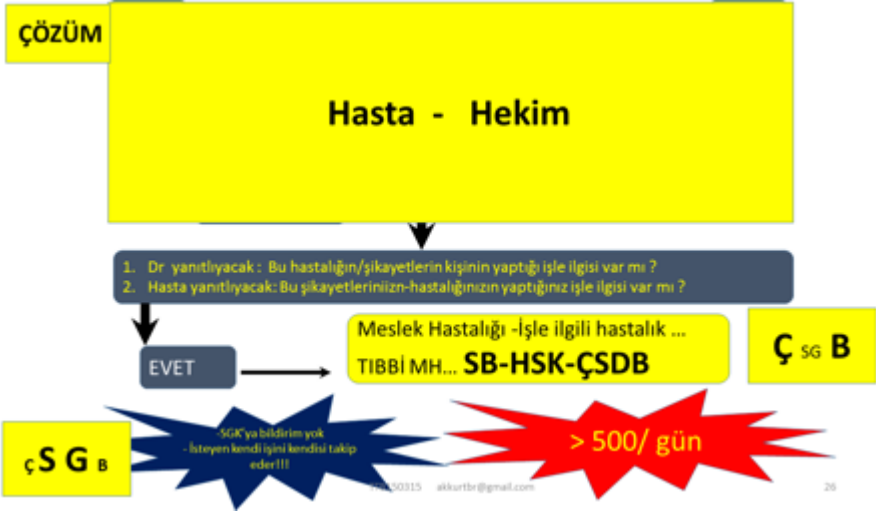 ÇÖZÜM
Hasta - Hekim
1. Dr yanıtlıyacak : Bu hastalığın/şikayetlerin kişinin yaptığı işle ilgisi var mı ?
2. Hasta yanıtlıyacak: Bu şikayetleriniizn-hastalığınızın yaptığınız işle ilgisi var mı ?
EVET
Meslek Hastalığı -İşle ilgili hastalık ...
TIBBİ MH... SB-HSK-ÇSDB
Ç SG B
ÇSGB
-SGK'ya bildirim yok
- İsteyen kendi işini kendisi takip
eder!!!
> 500/ gün
akkurtbr@gmail.com
26